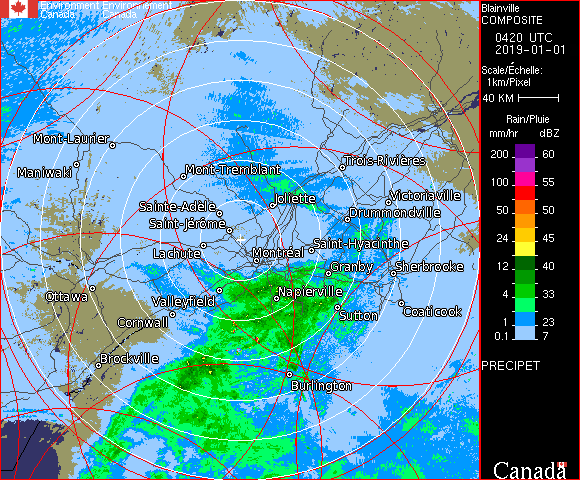 Environment Environnement
Canada Canada
Blainville
COMPOSITE
0420 UTC
2019-01-01
Scale/Échelle:
1km/Pixel
40 KM
Rain/Pluie
mm/hr dBZ
200 60
100 55
50 50
24 45
12 40
4 33
1 23
0.1 7
PRECIPET
Canada
Mont-Laurier
Maniwaki
Mont-Tremblant
Trois-Rivières
Victoriaville
Joliette
Drummondville
Sainte-Adèle
Saint-Jérôme
Lachute
Montréal
Saint-Hyacinthe
Granby
Sherbrooke
Ottawa
Valleyfield
Napierville
Sutton
Coaticook
Cornwall
Brockville
Burlington